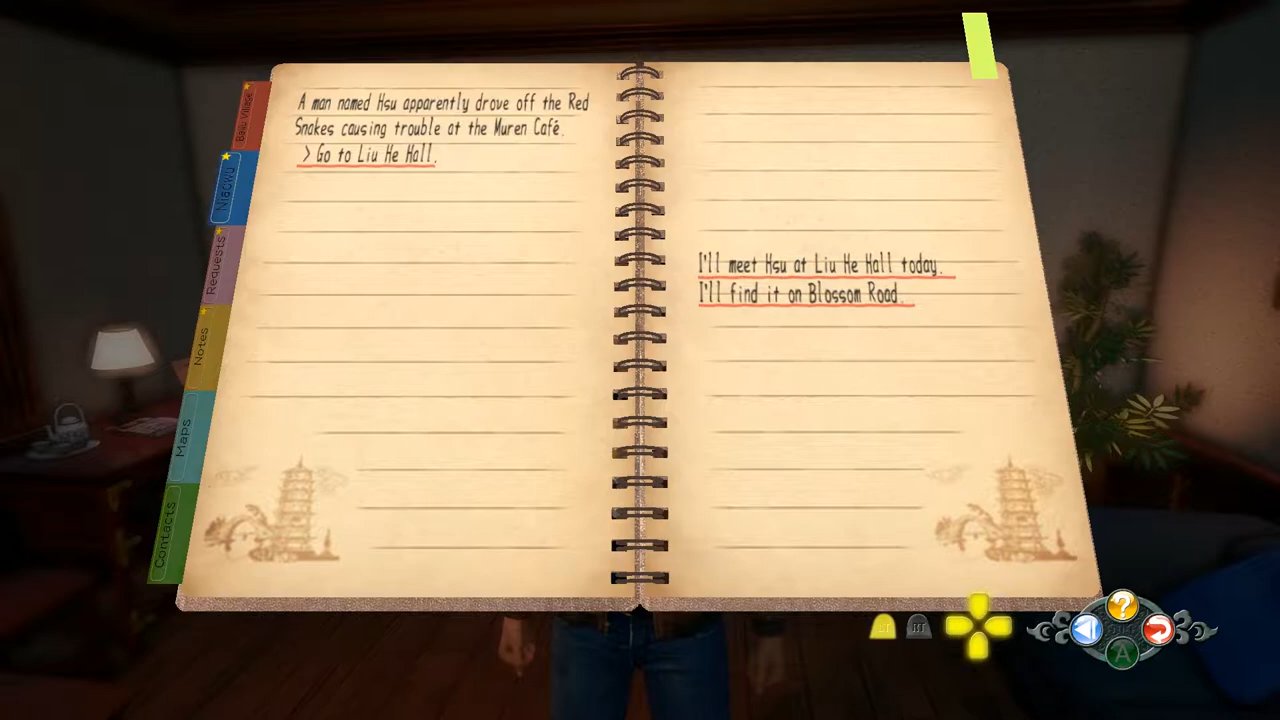 A man named Hsu apparently drove off the Red
Snakes causing trouble at the Muren Café.
> Go to Liu He Hall.
I'll meet Hsu at Liu He Hall today.
I'll find it on Blossom Road.
Bailu Village
Niaowu
Requests
Notes
Maps
Contacts
LT
RT
?
A